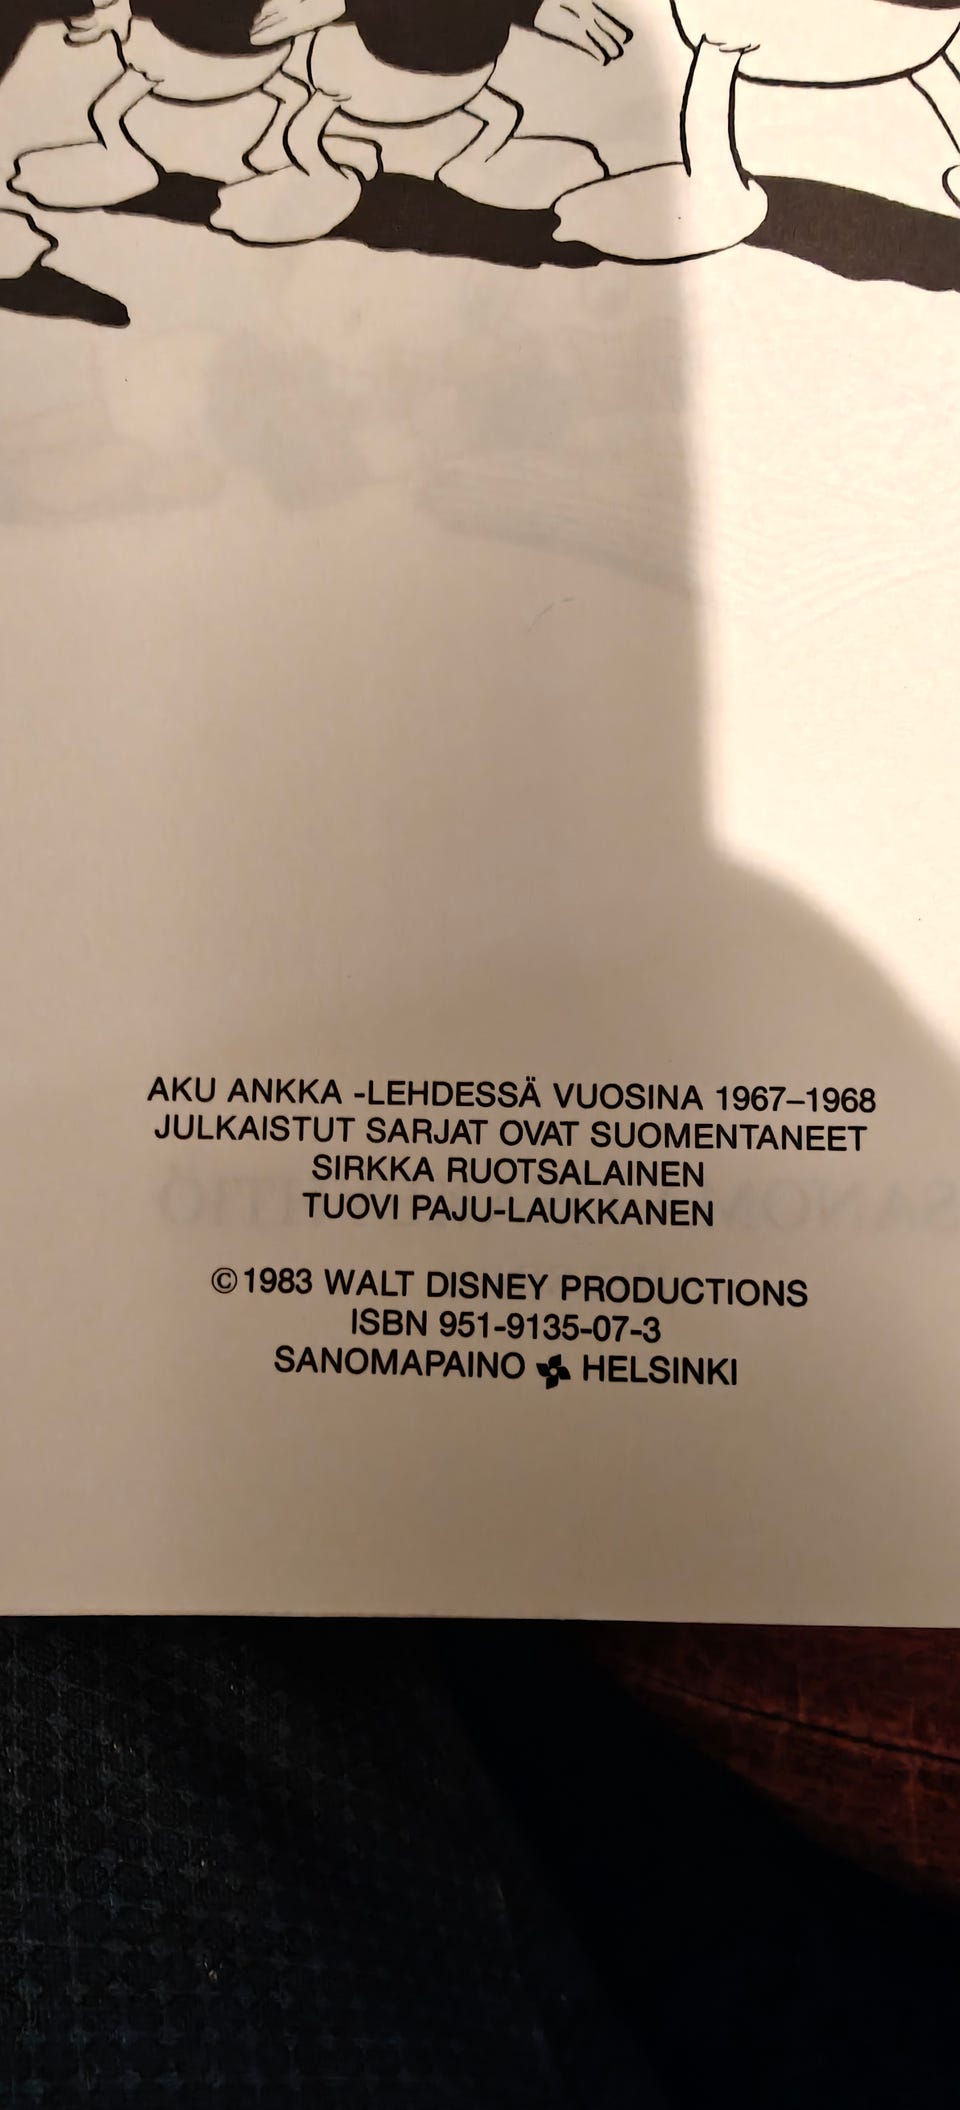 AKU ANKKA -LEHDESSÄ VUOSINA 1967–1968
JULKAISTUT SARJAT OVAT SUOMENTANEET
SIRKKA RUOTSALAINEN
TUOVI PAJU-LAUKKANEN
©1983 WALT DISNEY PRODUCTIONS
ISBN 951-9135-07-3
SANOMAPAINO HELSINKI